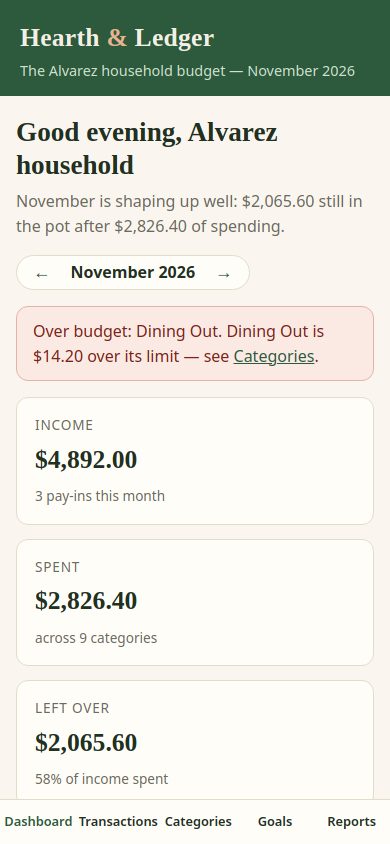 Hearth & Ledger
The Alvarez household budget — November 2026
Good evening, Alvarez
household
November is shaping up well: $2,065.60 still in
the pot after $2,826.40 of spending.
← November 2026 →
Over budget: Dining Out. Dining Out is
$14.20 over its limit — see Categories.
INCOME
$4,892.00
3 pay-ins this month
SPENT
$2,826.40
across 9 categories
LEFT OVER
$2,065.60
58% of income spent
Dashboard Transactions Categories Goals Reports